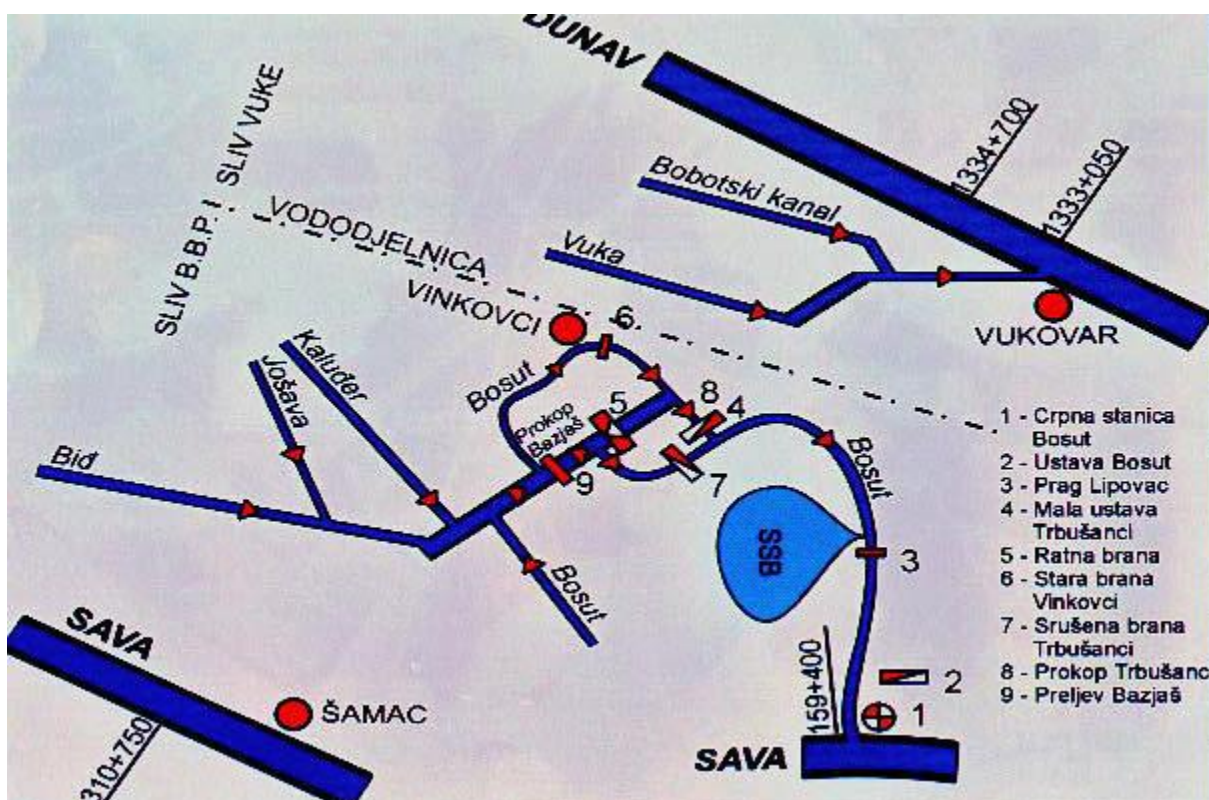 DUNAV
SLIV VUKE
SLIV B.B.P.
VODODJELNICA
1334+700
1333+050
Bobotski kanal
Vuka
VINKOVCI
6
VUKOVAR
Kaluđer
Jošava
Bosut
Prokop
Bazjaš
5
8
4
Biđ
9
7
Bosut
Bosut
SSB
3
SAVA
ŠAMAC
310+750
159+400
2
1
SAVA
1 - Crpna stanica
Bosut
2 - Ustava Bosut
3 - Prag Lipovac
4 - Mala ustava
Trbušanci
5 - Ratna brana
6 - Stara brana
Vinkovci
7 - Srušena brana
Trbušanci
8 - Prokop Trbušanc
9 - Preljev Bazjaš